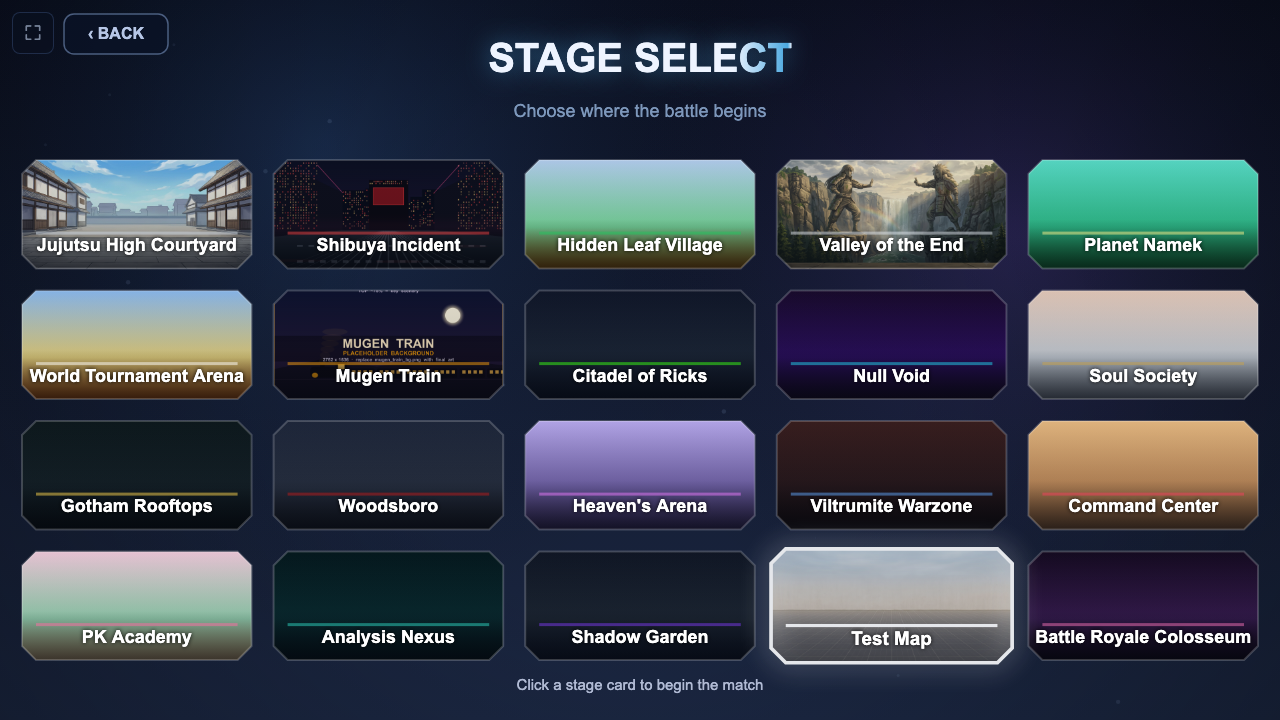 ‹ BACK
STAGE SELECT
Choose where the battle begins
Jujutsu High Courtyard
Shibuya Incident
Hidden Leaf Village
Valley of the End
Planet Namek
World Tournament Arena
MUGEN TRAIN
PLACEHOLDER BACKGROUND
Mugen Train
Citadel of Ricks
Null Void
Soul Society
Gotham Rooftops
Woodsboro
Heaven's Arena
Viltrumite Warzone
Command Center
PK Academy
Analysis Nexus
Shadow Garden
Test Map
Battle Royale Colosseum
Click a stage card to begin the match